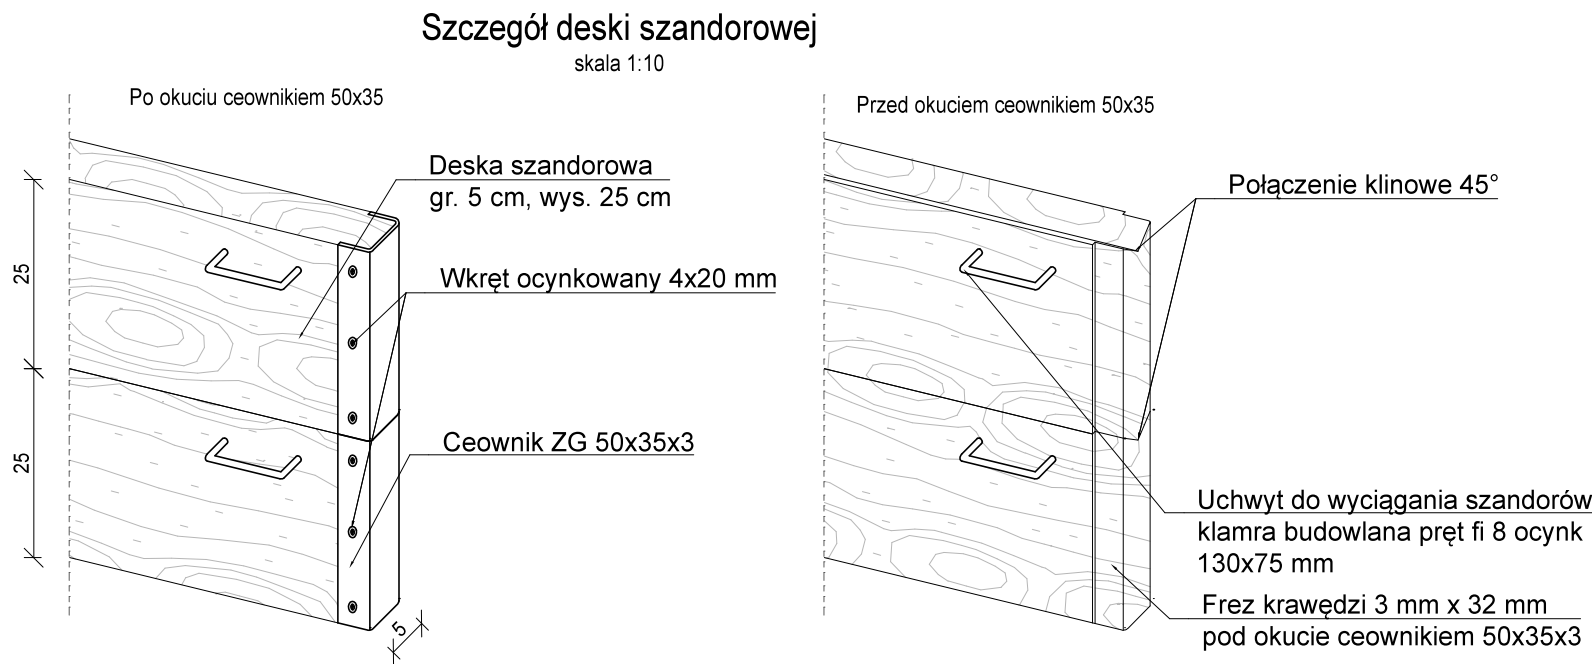 Szczegół deski szandorowej
skala 1:10
Po okuciu ceownikiem 50x35
Przed okuciem ceownikiem 50x35
Deska szandorowa
gr. 5 cm, wys. 25 cm
Połączenie klinowe 45°
25
Wkręt ocynkowany 4x20 mm
25
Ceownik ZG 50x35x3
Uchwyt do wyciągania szandorów
klamra budowlana pręt fi 8 ocynk
130x75 mm
Frez krawędzi 3 mm x 32 mm
pod okucie ceownikiem 50x35x3
5